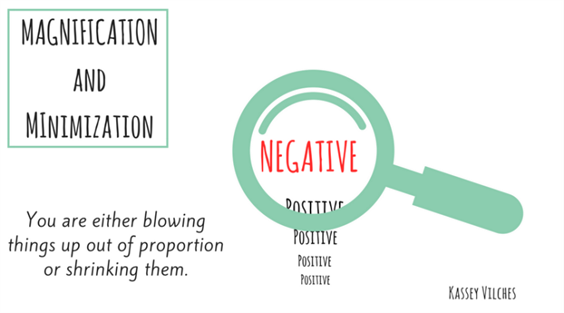 MAGNIFICATION
AND
MINIMIZATION
You are either blowing
things up out of proportion
or shrinking them.
NEGATIVE
POSITIVE
POSITIVE
POSITIVE
POSITIVE
KASSEY VILCHES